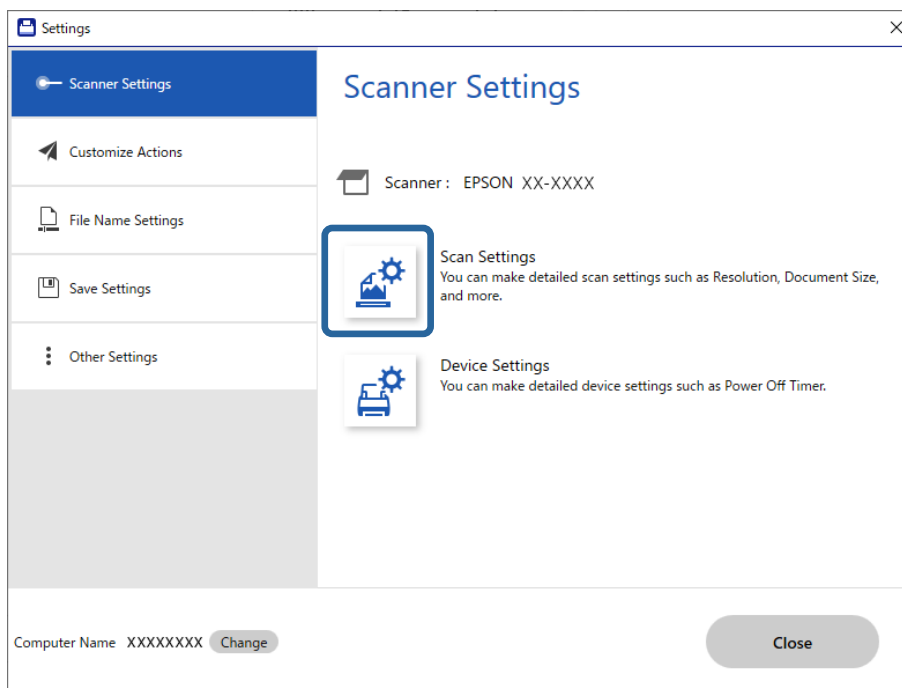 Settings
Scanner Settings
Customize Actions
File Name Settings
Save Settings
Other Settings
Scanner Settings
Scanner : EPSON XX-XXXX
Scan Settings
You can make detailed scan settings such as Resolution, Document Size,
and more.
Device Settings
You can make detailed device settings such as Power Off Timer.
Computer Name XXXXXXXX Change
Close